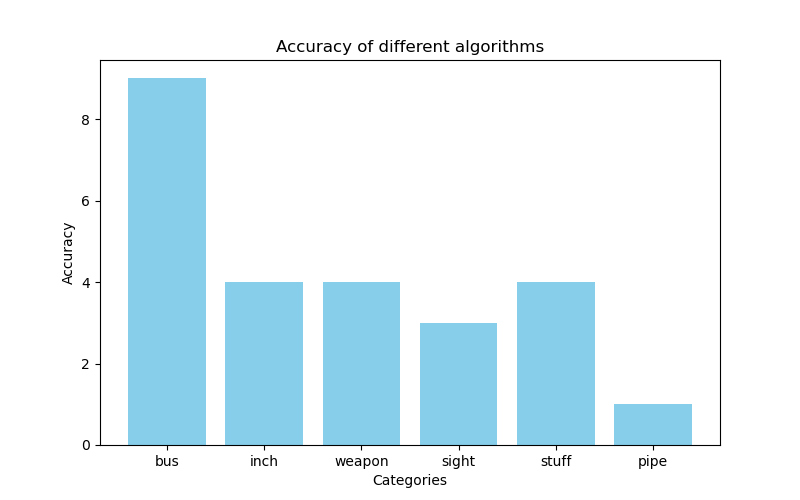 Accuracy of different algorithms
Accuracy
8
6
4
2
0
bus inch weapon sight stuff pipe
Categories